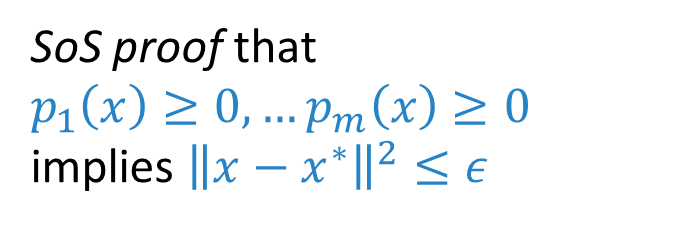 SoS proof that
p₁(x) ≥ 0, … pₘ(x) ≥ 0
implies ‖x − x*‖² ≤ ϵ